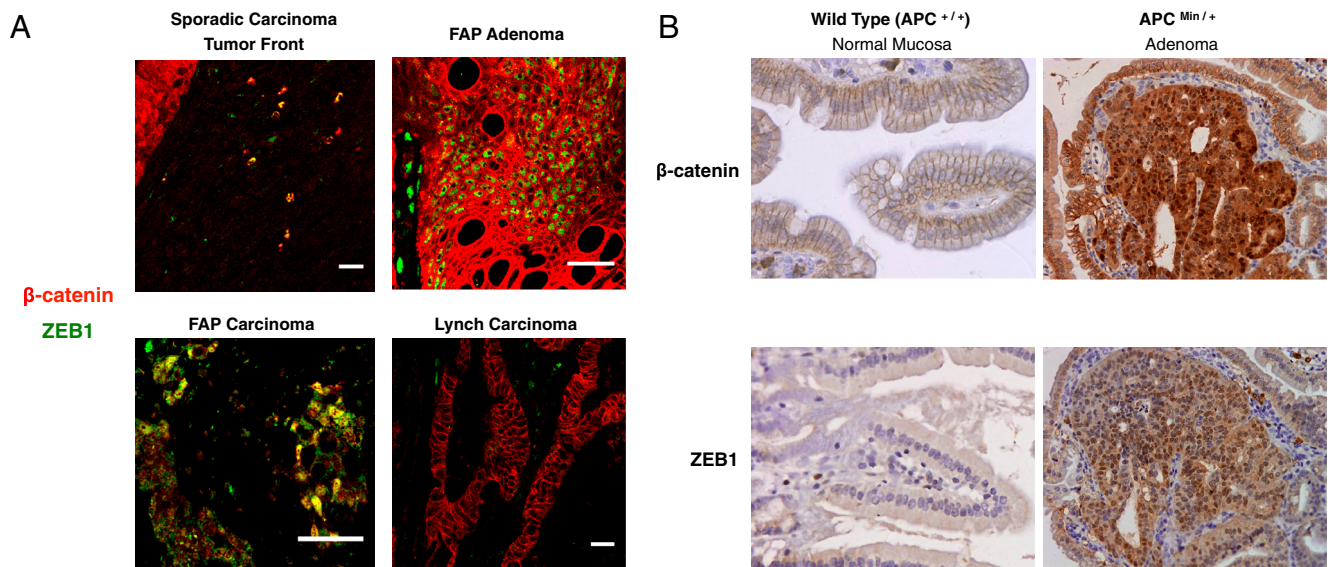 A
Sporadic Carcinoma
Tumor Front
FAP Adenoma
β-catenin
ZEB1
FAP Carcinoma
Lynch Carcinoma
B
Wild Type (APC +/+)
Normal Mucosa
APC Min/+
Adenoma
β-catenin
ZEB1